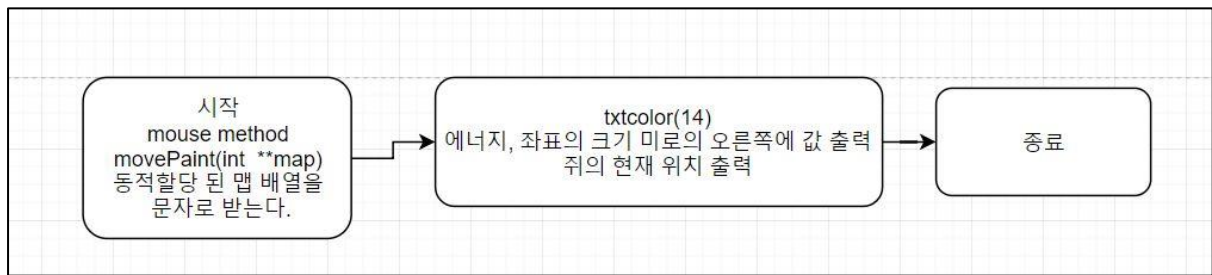 시작
mouse method
movePaint(int **map)
동적할당 된 맵 배열을
문자로 받는다.
txtcolor(14)
에너지, 좌표의 크기 미로의 오른쪽에 값 출력
쥐의 현재 위치 출력
종료